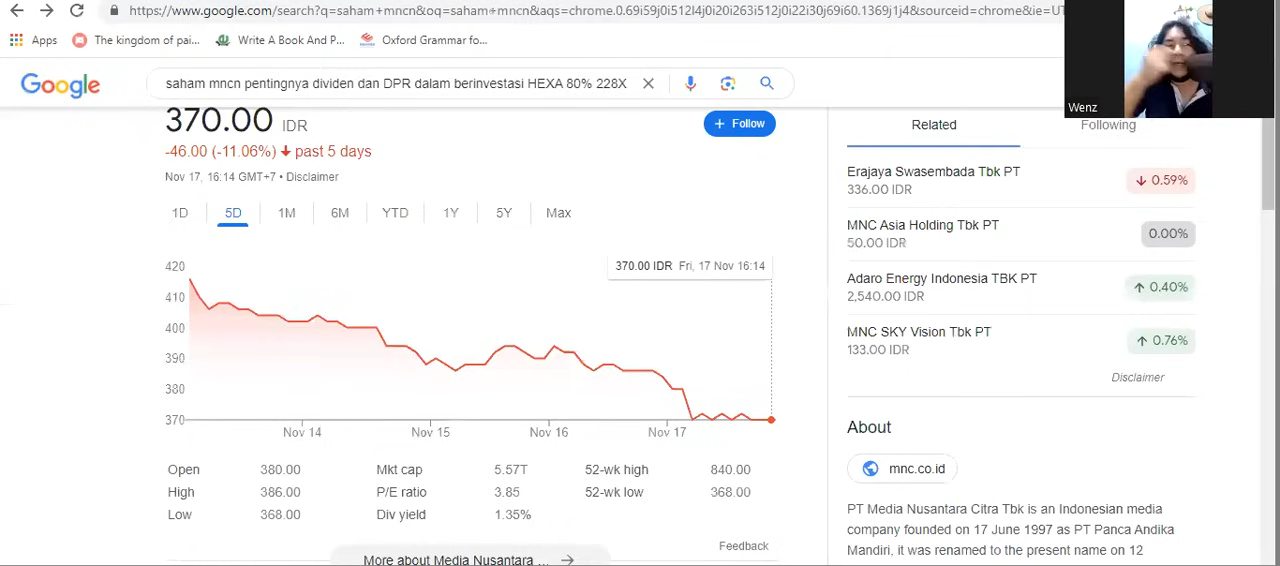 https://www.google.com/search?q=saham+mncn&oq=saham+mncn&aqs=chrome.0.69i59j0i512l4j0i20i263i512j0i22i30j69i60.1369j1j4&sourceid=chrome&ie=UT
Apps
The kingdom of pai...
Write A Book And P...
Oxford Grammar fo...
Google
saham mncn pentingnya dividen dan DPR dalam berinvestasi HEXA 80% 228X
Wenz
370.00 IDR
Follow
-46.00 (-11.06%) past 5 days
Nov 17, 16:14 GMT+7 • Disclaimer
1D 5D 1M 6M YTD 1Y 5Y Max
370.00 IDR Fri, 17 Nov 16:14
420
410
400
390
380
370
Nov 14 Nov 15 Nov 16 Nov 17
Open 380.00 Mkt cap 5.57T 52-wk high 840.00
High 386.00 P/E ratio 3.85 52-wk low 368.00
Low 368.00 Div yield 1.35%
Feedback
More about Media Nusantara ...
Related Following
Erajaya Swasembada Tbk PT
336.00 IDR
0.59%
MNC Asia Holding Tbk PT
50.00 IDR
0.00%
Adaro Energy Indonesia TBK PT
2,540.00 IDR
0.40%
MNC SKY Vision Tbk PT
133.00 IDR
0.76%
Disclaimer
About
mnc.co.id
PT Media Nusantara Citra Tbk is an Indonesian media
company founded on 17 June 1997 as PT Panca Andika
Mandiri, it was renamed to the present name on 12